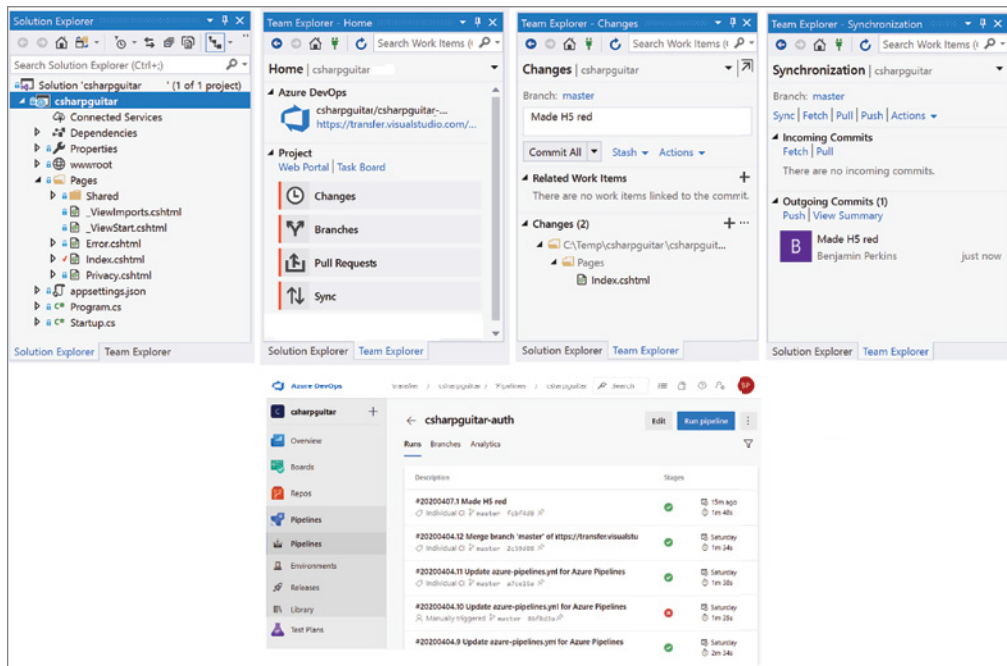 Solution Explorer
Search Solution Explorer (Ctrl+;)
Solution 'csharpguitar ' (1 of 1 project)
csharpguitar
Connected Services
Dependencies
Properties
wwwroot
Pages
Shared
_ViewImports.cshtml
_ViewStart.cshtml
Error.cshtml
Index.cshtml
Privacy.cshtml
appsettings.json
C# Program.cs
C# Startup.cs
Solution Explorer Team Explorer
Team Explorer - Home
Search Work Items (
Home | csharpguitar
Azure DevOps
csharpguitar/csharpguitar-...
https://transfer.visualstudio.com/...
Project
Web Portal | Task Board
Changes
Branches
Pull Requests
Sync
Solution Explorer Team Explorer
Team Explorer - Changes
Search Work Items (
Changes | csharpguitar
Branch: master
Made H5 red
Commit All Stash Actions
Related Work Items
There are no work items linked to the commit.
Changes (2)
C:\Temp\csharpguitar\csharpguit...
Pages
Index.cshtml
Solution Explorer Team Explorer
Team Explorer - Synchronization
Search Work Items (
Synchronization | csharpguitar
Branch: master
Sync | Fetch | Pull | Push | Actions
Incoming Commits
Fetch | Pull
There are no incoming commits.
Outgoing Commits (1)
Push | View Summary
B
Made H5 red
Benjamin Perkins just now
Solution Explorer Team Explorer
Azure DevOps
transfer / csharpguitar / Pipelines / csharpguitar Search
C csharpguitar
Overview
Boards
Repos
Pipelines
Pipelines
Environments
Releases
Library
Test Plans
csharpguitar-auth Edit Run pipeline
Runs Branches Analytics
Description Stages
#20200407.1 Made H5 red 15m ago
Individual CI master 1m 48s
#20200404.12 Merge branch 'master' of https://transfer.visualstu Saturday
Individual CI master 1m 34s
#20200404.11 Update azure-pipelines.yml for Azure Pipelines Saturday
Individual CI master 1m 38s
#20200404.10 Update azure-pipelines.yml for Azure Pipelines Saturday
Manually triggered master 1m 28s
#20200404.9 Update azure-pipelines.yml for Azure Pipelines Saturday
2m 34s